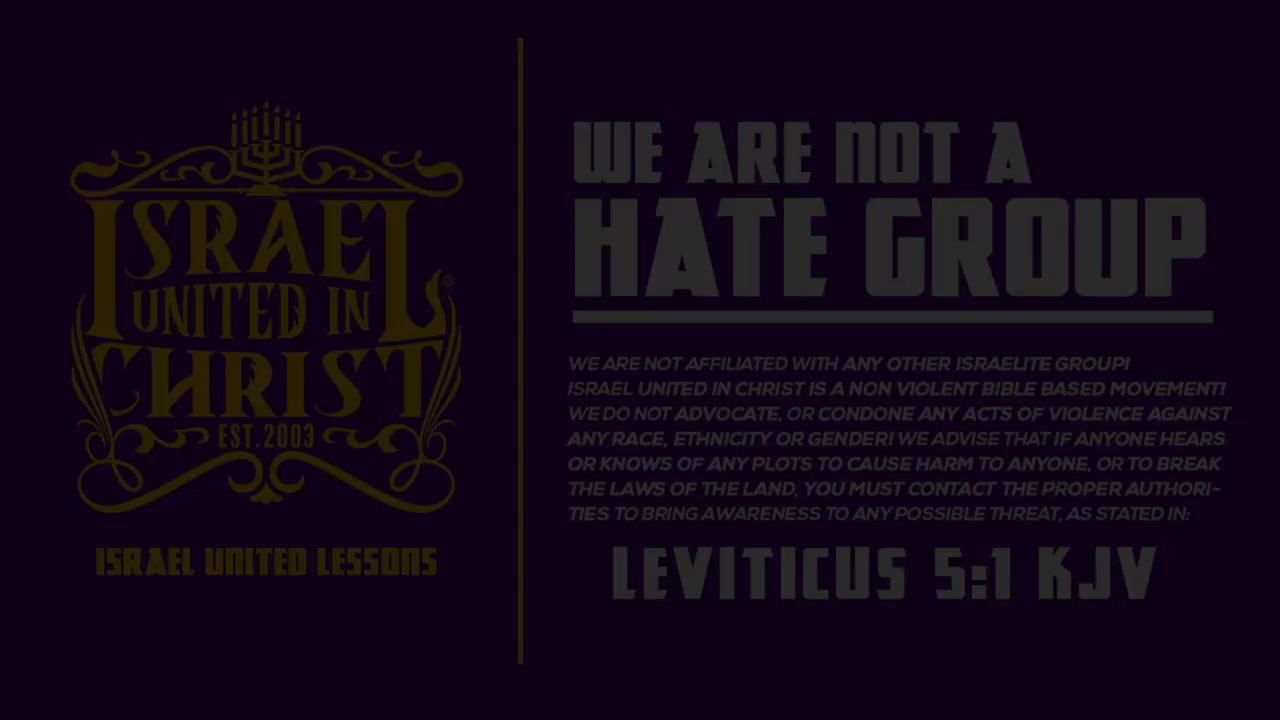 ISRAEL
UNITED IN
CHRIST
EST.2003
ISRAEL UNITED LESSONS
WE ARE NOT A
HATE GROUP
WE ARE NOT AFFILIATED WITH ANY OTHER ISRAELITE GROUP!
ISRAEL UNITED IN CHRIST IS A NON VIOLENT BIBLE BASED MOVEMENT!
WE DO NOT ADVOCATE, OR CONDONE ANY ACTS OF VIOLENCE AGAINST
ANY RACE, ETHNICITY OR GENDER! WE ADVISE THAT IF ANYONE HEARS
OR KNOWS OF ANY PLOTS TO CAUSE HARM TO ANYONE, OR TO BREAK
THE LAWS OF THE LAND, YOU MUST CONTACT THE PROPER AUTHORI-
TIES TO BRING AWARENESS TO ANY POSSIBLE THREAT, AS STATED IN:
LEVITICUS 5:1 KJV